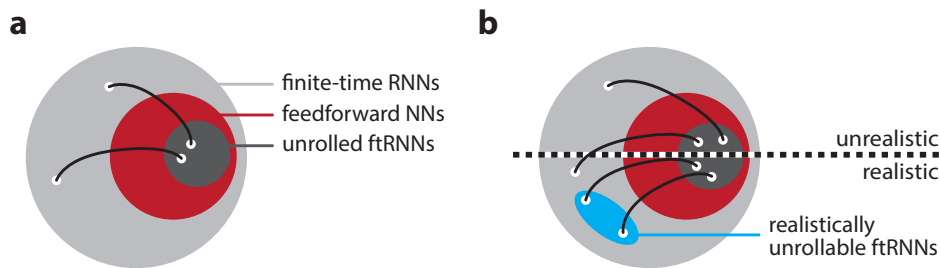 a
finite-time RNNs
feedforward NNs
unrolled ftRNNs
b
unrealistic
realistic
realistically
unrollable ftRNNs